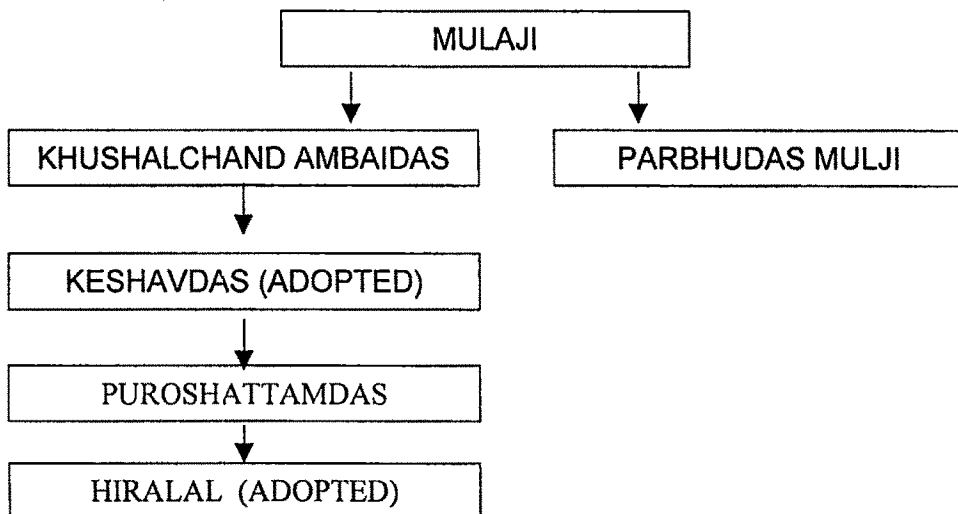 MULAJI
KHUSHALCHAND AMBAIDAS
PARBHUDAS MULJI
KESHAVDAS (ADOPTED)
PUROSHATTAMDAS
HIRALAL (ADOPTED)